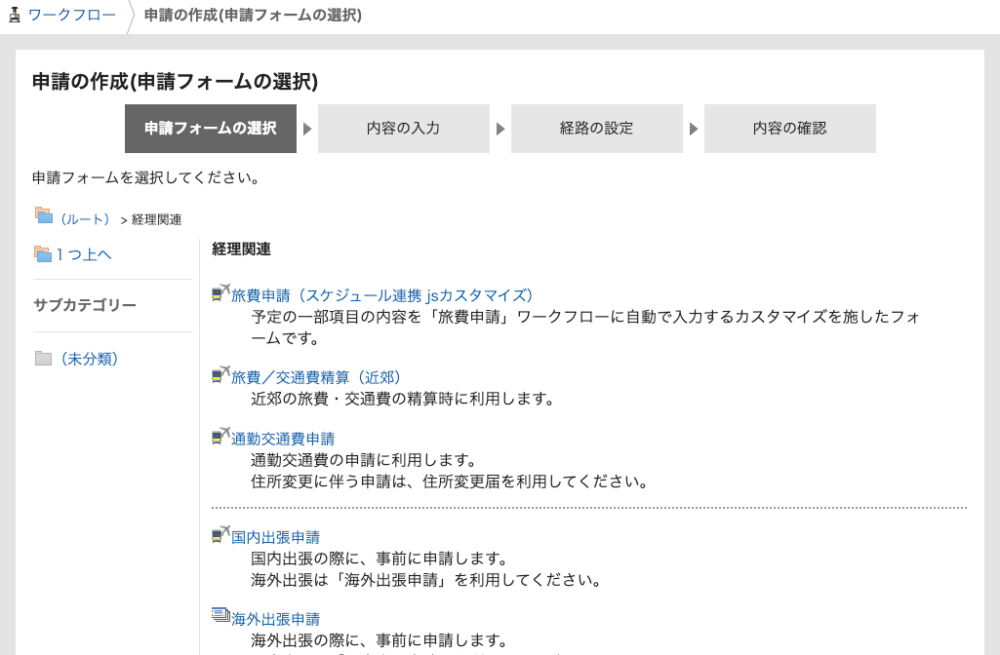 ワークフロー 申請の作成(申請フォームの選択)
申請の作成(申請フォームの選択)
申請フォームの選択 内容の入力 経路の設定 内容の確認
申請フォームを選択してください。
（ルート） > 経理関連
1 つ上へ
サブカテゴリー
（未分類）
経理関連
旅費申請（スケジュール連携 jsカスタマイズ）
予定の一部項目の内容を「旅費申請」ワークフローに自動で入力するカスタマイズを施したフォ
ームです。
旅費／交通費精算（近郊）
近郊の旅費・交通費の精算時に利用します。
通勤交通費申請
通勤交通費の申請に利用します。
住所変更に伴う申請は、住所変更届を利用してください。
国内出張申請
国内出張の際に、事前に申請します。
海外出張は「海外出張申請」を利用してください。
海外出張申請
海外出張の際に、事前に申請します。